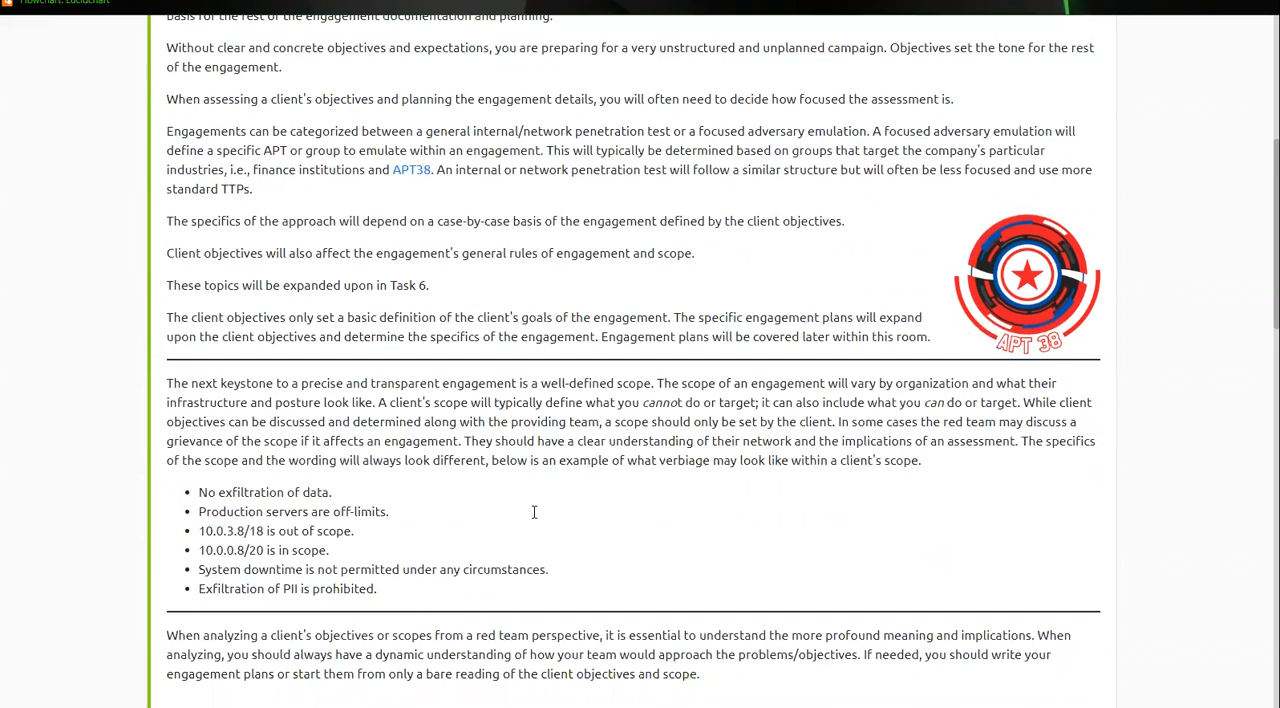 Flowchart: Lucidchart
basis for the rest of the engagement documentation and planning.
Without clear and concrete objectives and expectations, you are preparing for a very unstructured and unplanned campaign. Objectives set the tone for the rest
of the engagement.
When assessing a client's objectives and planning the engagement details, you will often need to decide how focused the assessment is.
Engagements can be categorized between a general internal/network penetration test or a focused adversary emulation. A focused adversary emulation will
define a specific APT or group to emulate within an engagement. This will typically be determined based on groups that target the company's particular
industries, i.e., finance institutions and APT38. An internal or network penetration test will follow a similar structure but will often be less focused and use more
standard TTPs.
The specifics of the approach will depend on a case-by-case basis of the engagement defined by the client objectives.
Client objectives will also affect the engagement's general rules of engagement and scope.
These topics will be expanded upon in Task 6.
The client objectives only set a basic definition of the client's goals of the engagement. The specific engagement plans will expand
upon the client objectives and determine the specifics of the engagement. Engagement plans will be covered later within this room.
APT 38
The next keystone to a precise and transparent engagement is a well-defined scope. The scope of an engagement will vary by organization and what their
infrastructure and posture look like. A client's scope will typically define what you cannot do or target; it can also include what you can do or target. While client
objectives can be discussed and determined along with the providing team, a scope should only be set by the client. In some cases the red team may discuss a
grievance of the scope if it affects an engagement. They should have a clear understanding of their network and the implications of an assessment. The specifics
of the scope and the wording will always look different, below is an example of what verbiage may look like within a client's scope.
• No exfiltration of data.
• Production servers are off-limits.
• 10.0.3.8/18 is out of scope.
• 10.0.0.8/20 is in scope.
• System downtime is not permitted under any circumstances.
• Exfiltration of PII is prohibited.
When analyzing a client's objectives or scopes from a red team perspective, it is essential to understand the more profound meaning and implications. When
analyzing, you should always have a dynamic understanding of how your team would approach the problems/objectives. If needed, you should write your
engagement plans or start them from only a bare reading of the client objectives and scope.